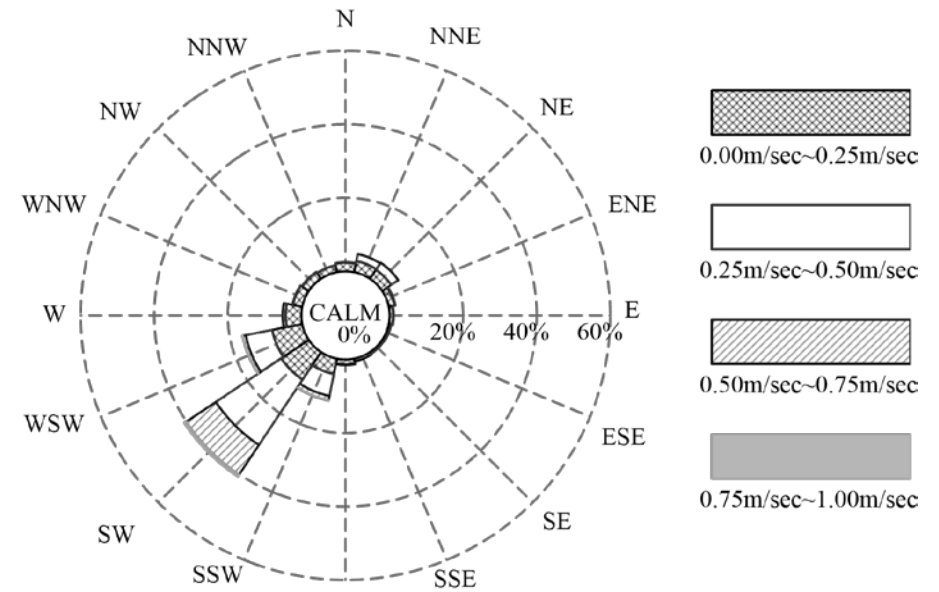 N
NNW
NNE
NW
NE
WNW
ENE
W
CALM
0%
20%
40%
60%
E
WSW
ESE
SW
SE
SSW
SSE
0.00m/sec~0.25m/sec
0.25m/sec~0.50m/sec
0.50m/sec~0.75m/sec
0.75m/sec~1.00m/sec